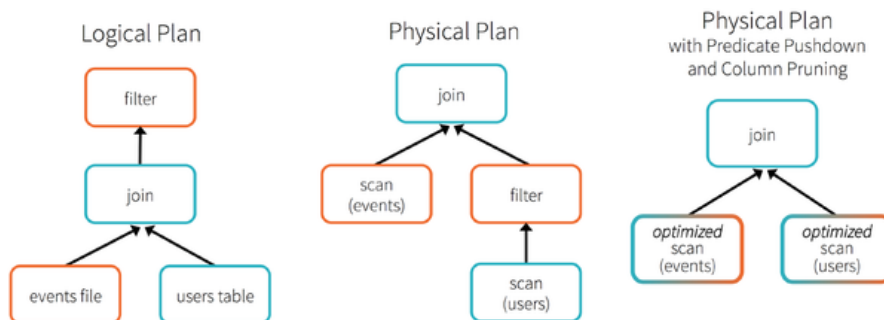 Logical Plan
filter
join
events file
users table
Physical Plan
join
scan
(events)
filter
scan
(users)
Physical Plan
with Predicate Pushdown
and Column Pruning
join
optimized
scan
(events)
optimized
scan
(users)